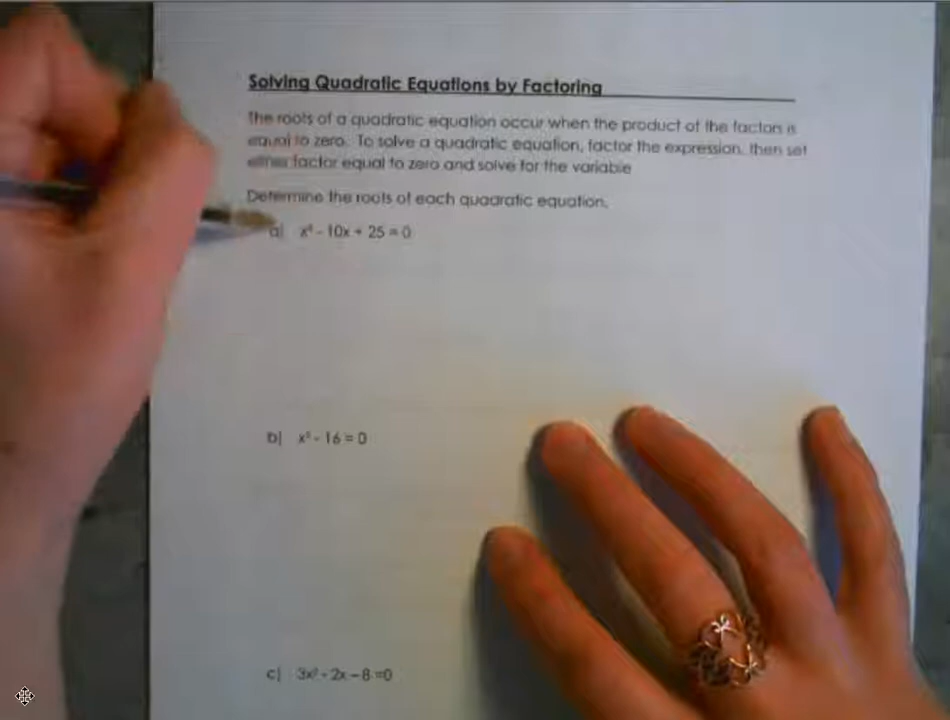 Solving Quadratic Equations by Factoring
The roots of a quadratic equation occur when the product of the factors is
equal to zero. To solve a quadratic equation, factor the expression, then set
either factor equal to zero and solve for the variable
Determine the roots of each quadratic equation.
a) x² - 10x + 25 = 0
b) x² - 16 = 0
c) 3x² - 2x - 8 =0